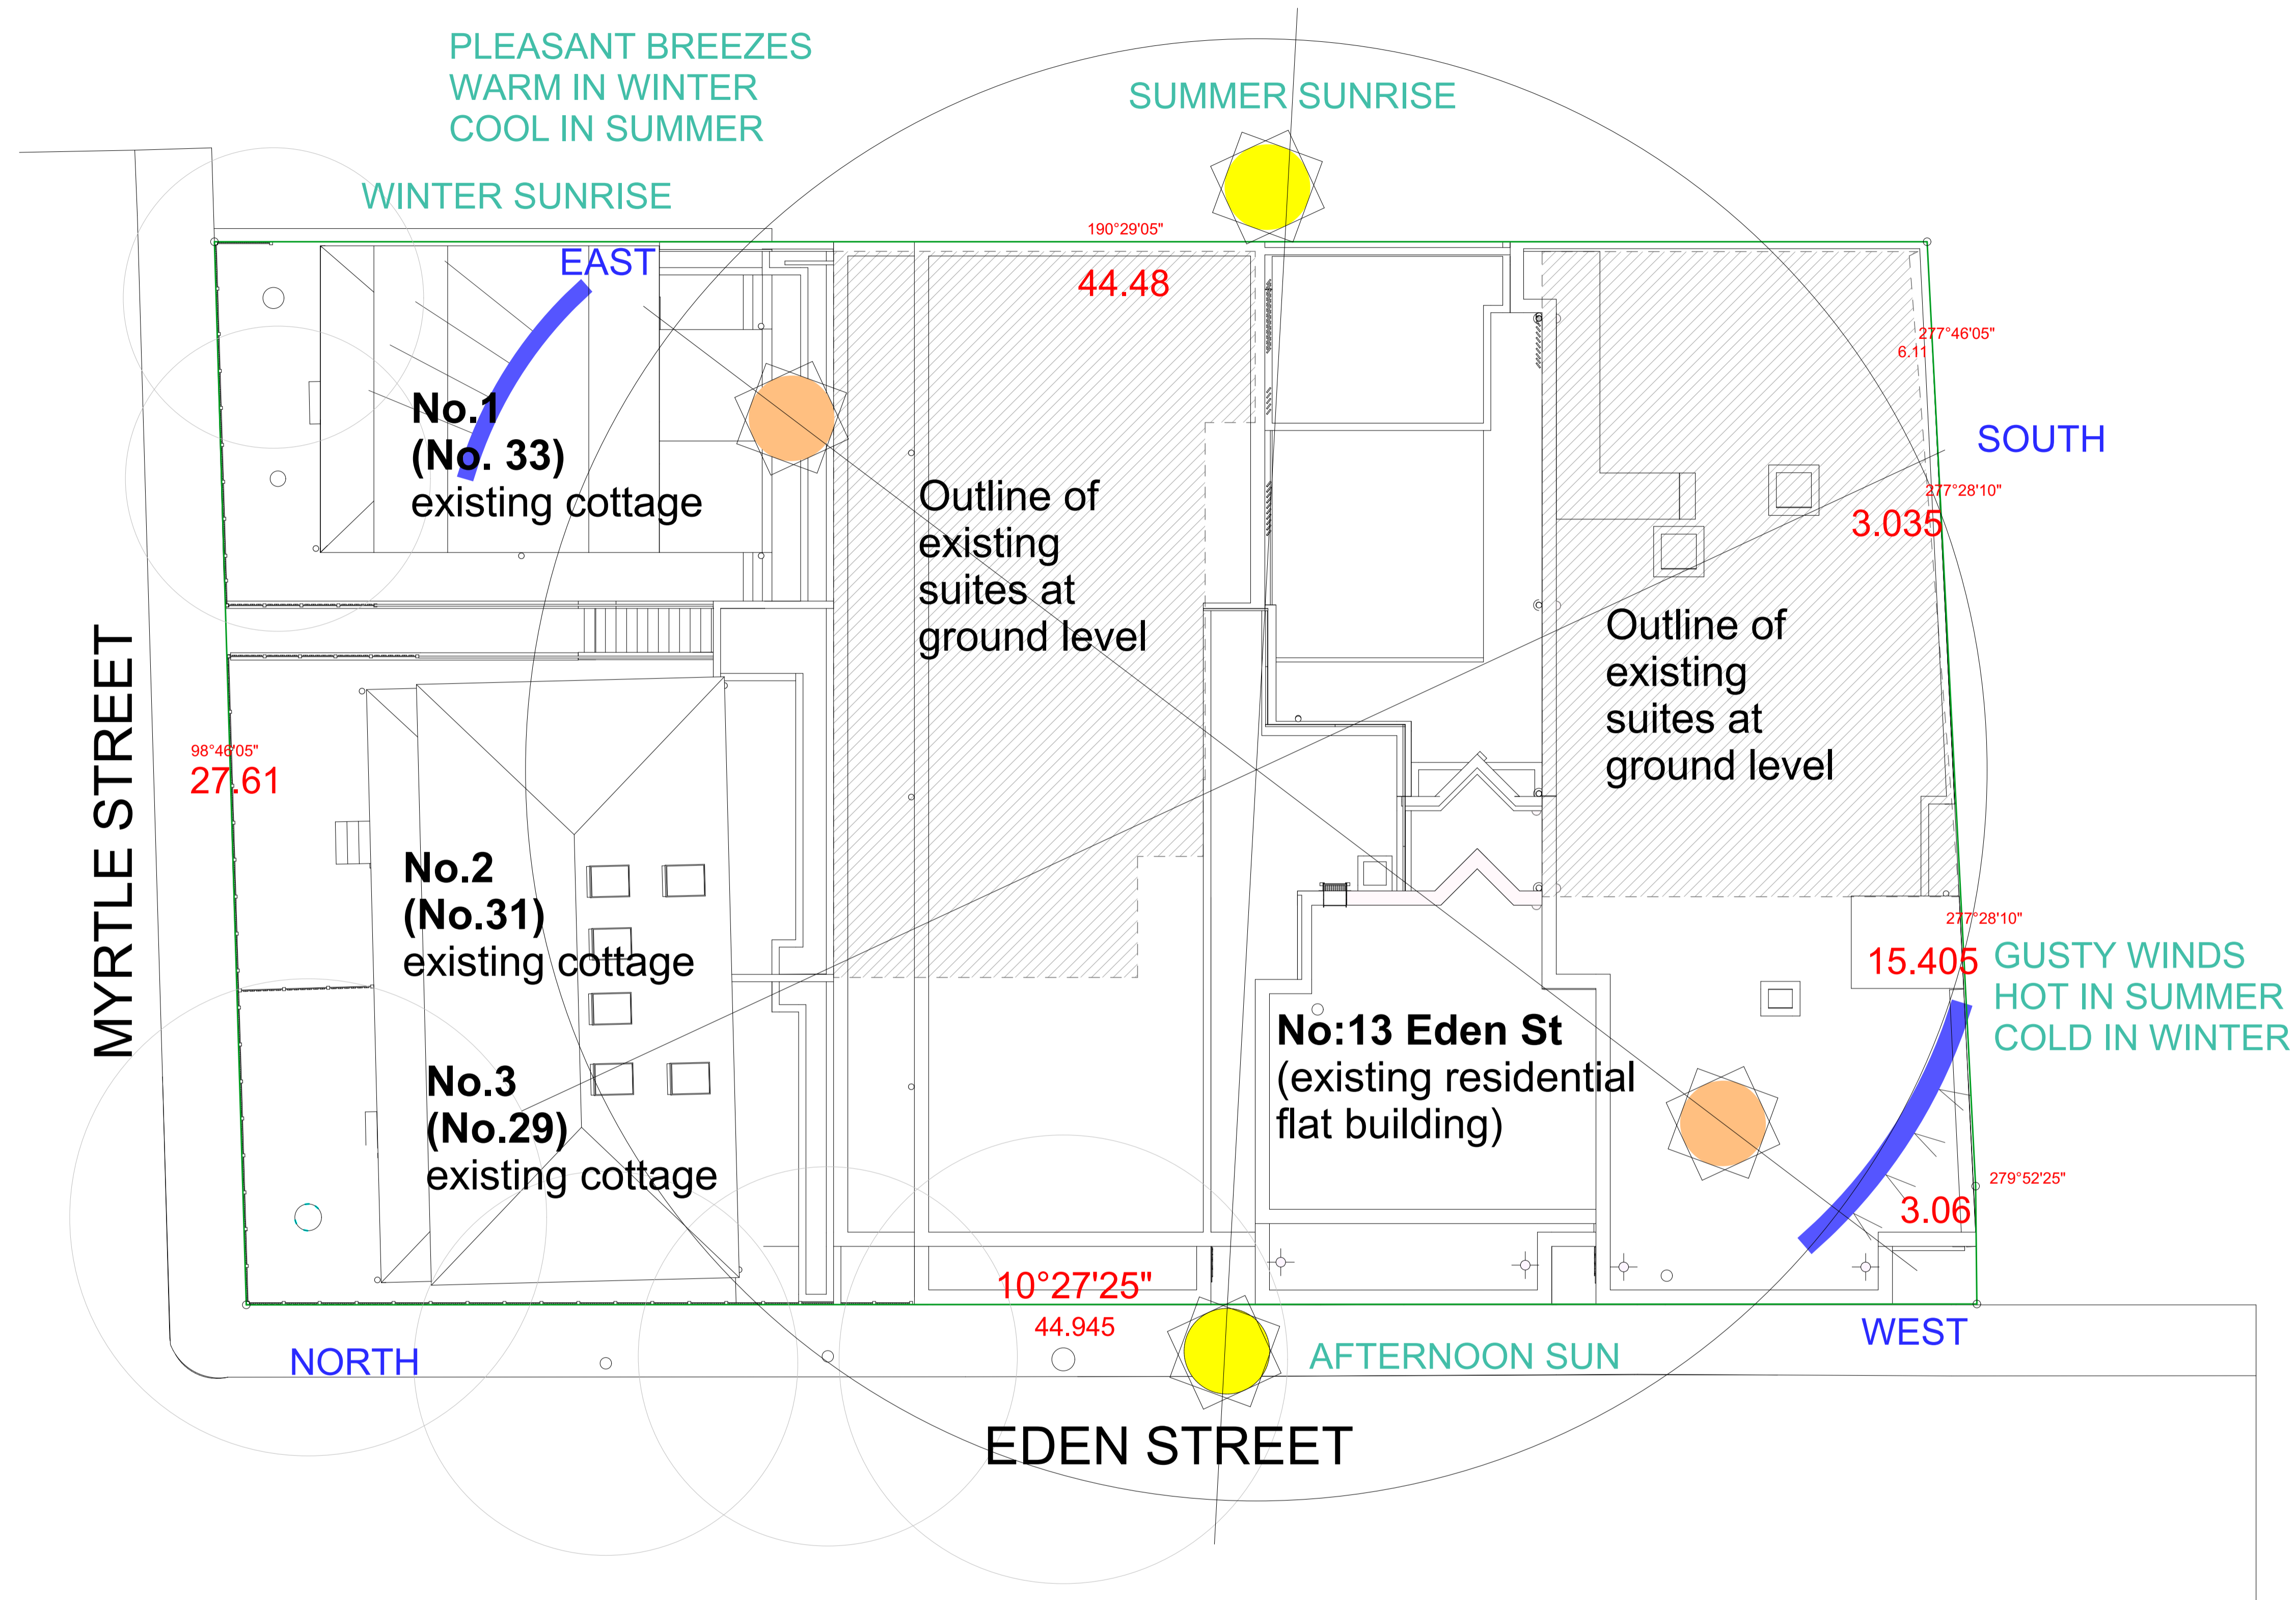 PLEASANT BREEZES
WARM IN WINTER
COOL IN SUMMER
SUMMER SUNRISE
WINTER SUNRISE
190°29'05"
EAST
44.48
277°46'05"
6.11
SOUTH
No.1
(No. 33)
existing cottage
Outline of
existing
suites at
ground level
277°28'10"
3.035
Outline of
existing
suites at
ground level
MYRTLE STREET
98°46'05"
27.61
No.2
(No.31)
existing cottage
277°28'10"
15.405
GUSTY WINDS
HOT IN SUMMER
COLD IN WINTER
No:13 Eden St
(existing residential
flat building)
No.3
(No.29)
existing cottage
279°52'25"
3.06
10°27'25"
44.945
WEST
NORTH
AFTERNOON SUN
EDEN STREET